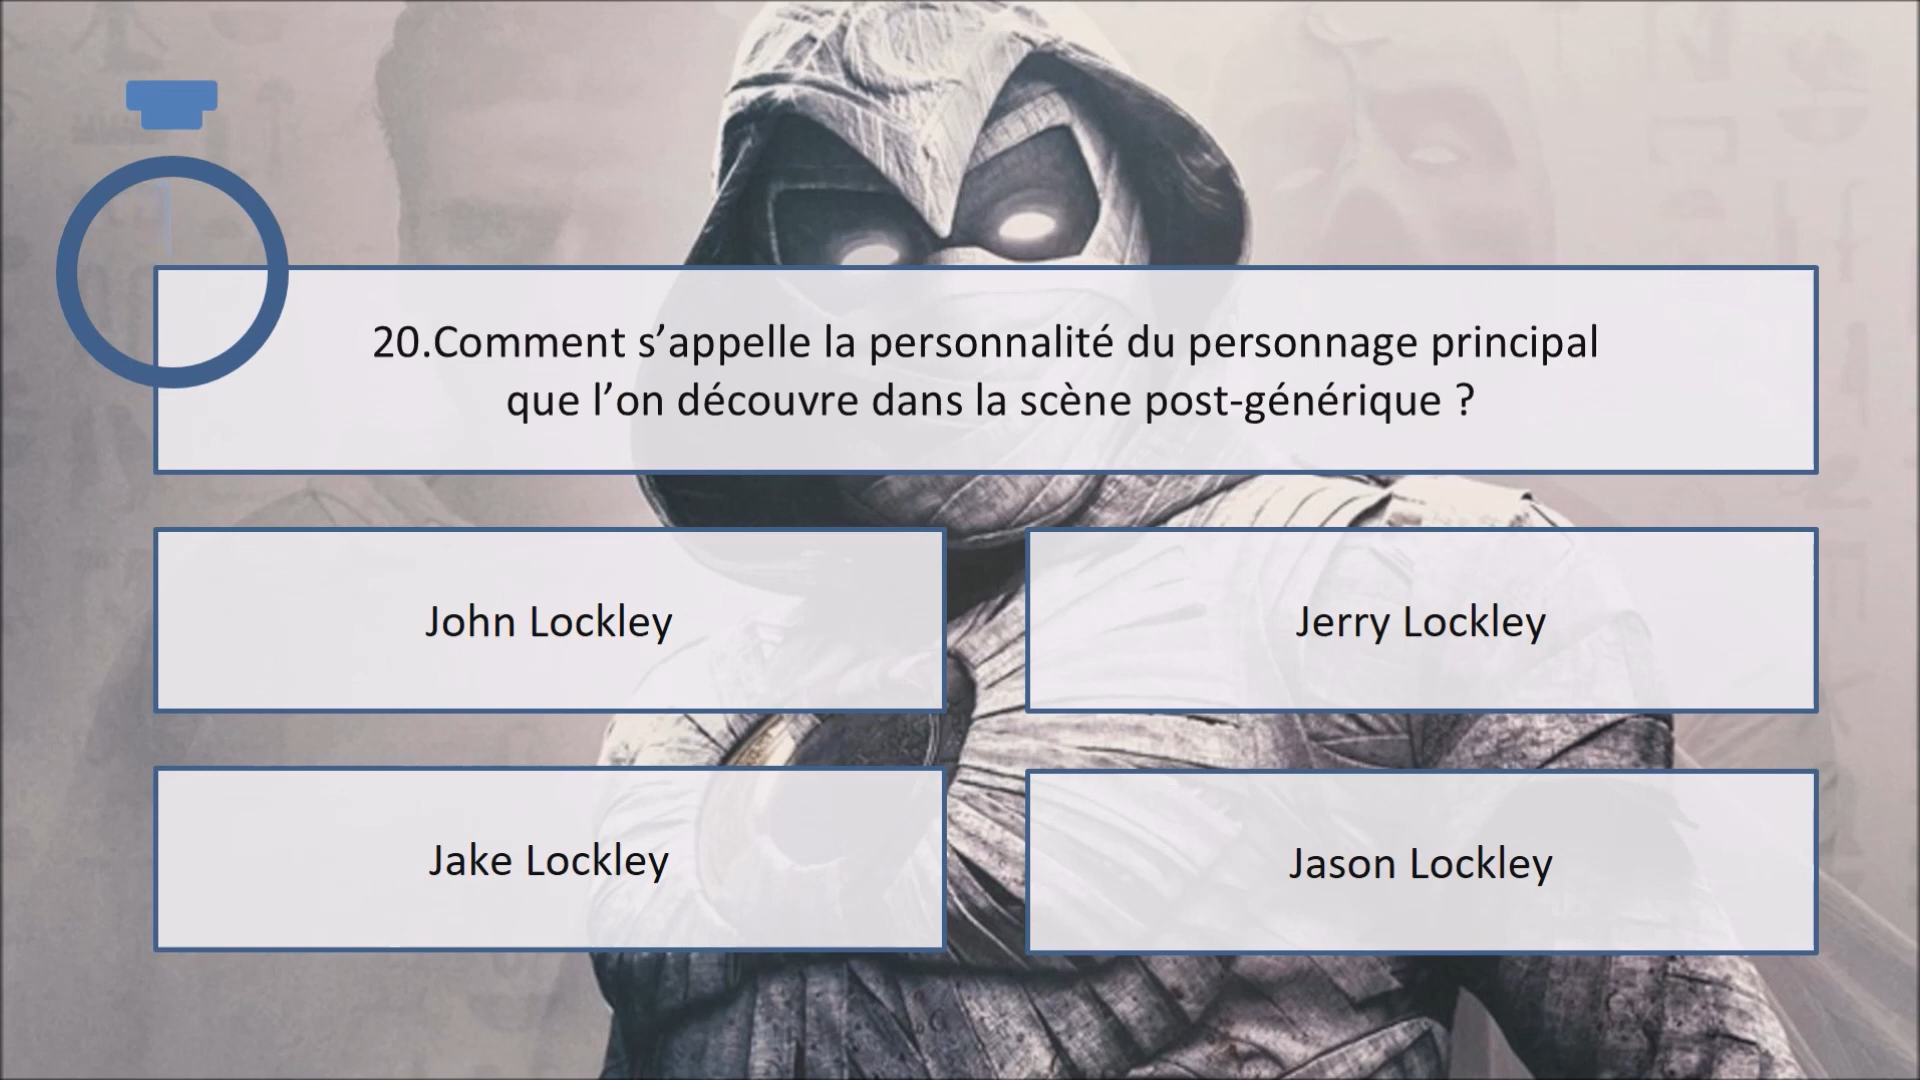 20.Comment s’appelle la personnalité du personnage principal
que l’on découvre dans la scène post-générique ?
John Lockley
Jerry Lockley
Jake Lockley
Jason Lockley